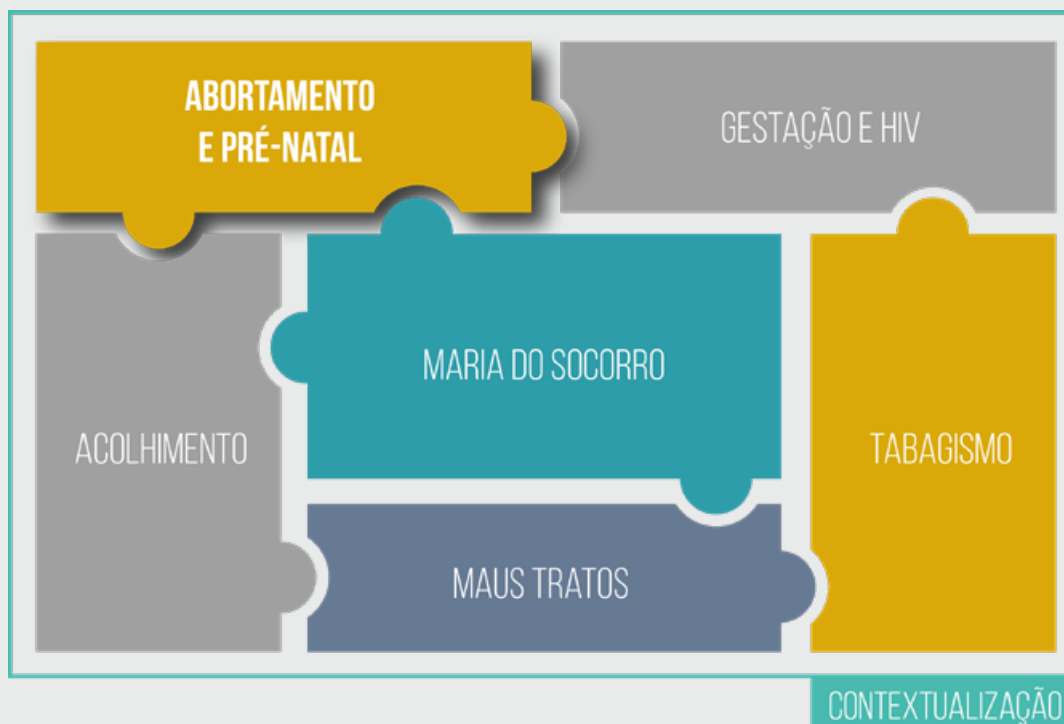 ABORTAMENTO
E PRÉ-NATAL
GESTAÇÃO E HIV
MARIA DO SOCORRO
ACOLHIMENTO
TABAGISMO
MAUS TRATOS
CONTEXTUALIZAÇÃO